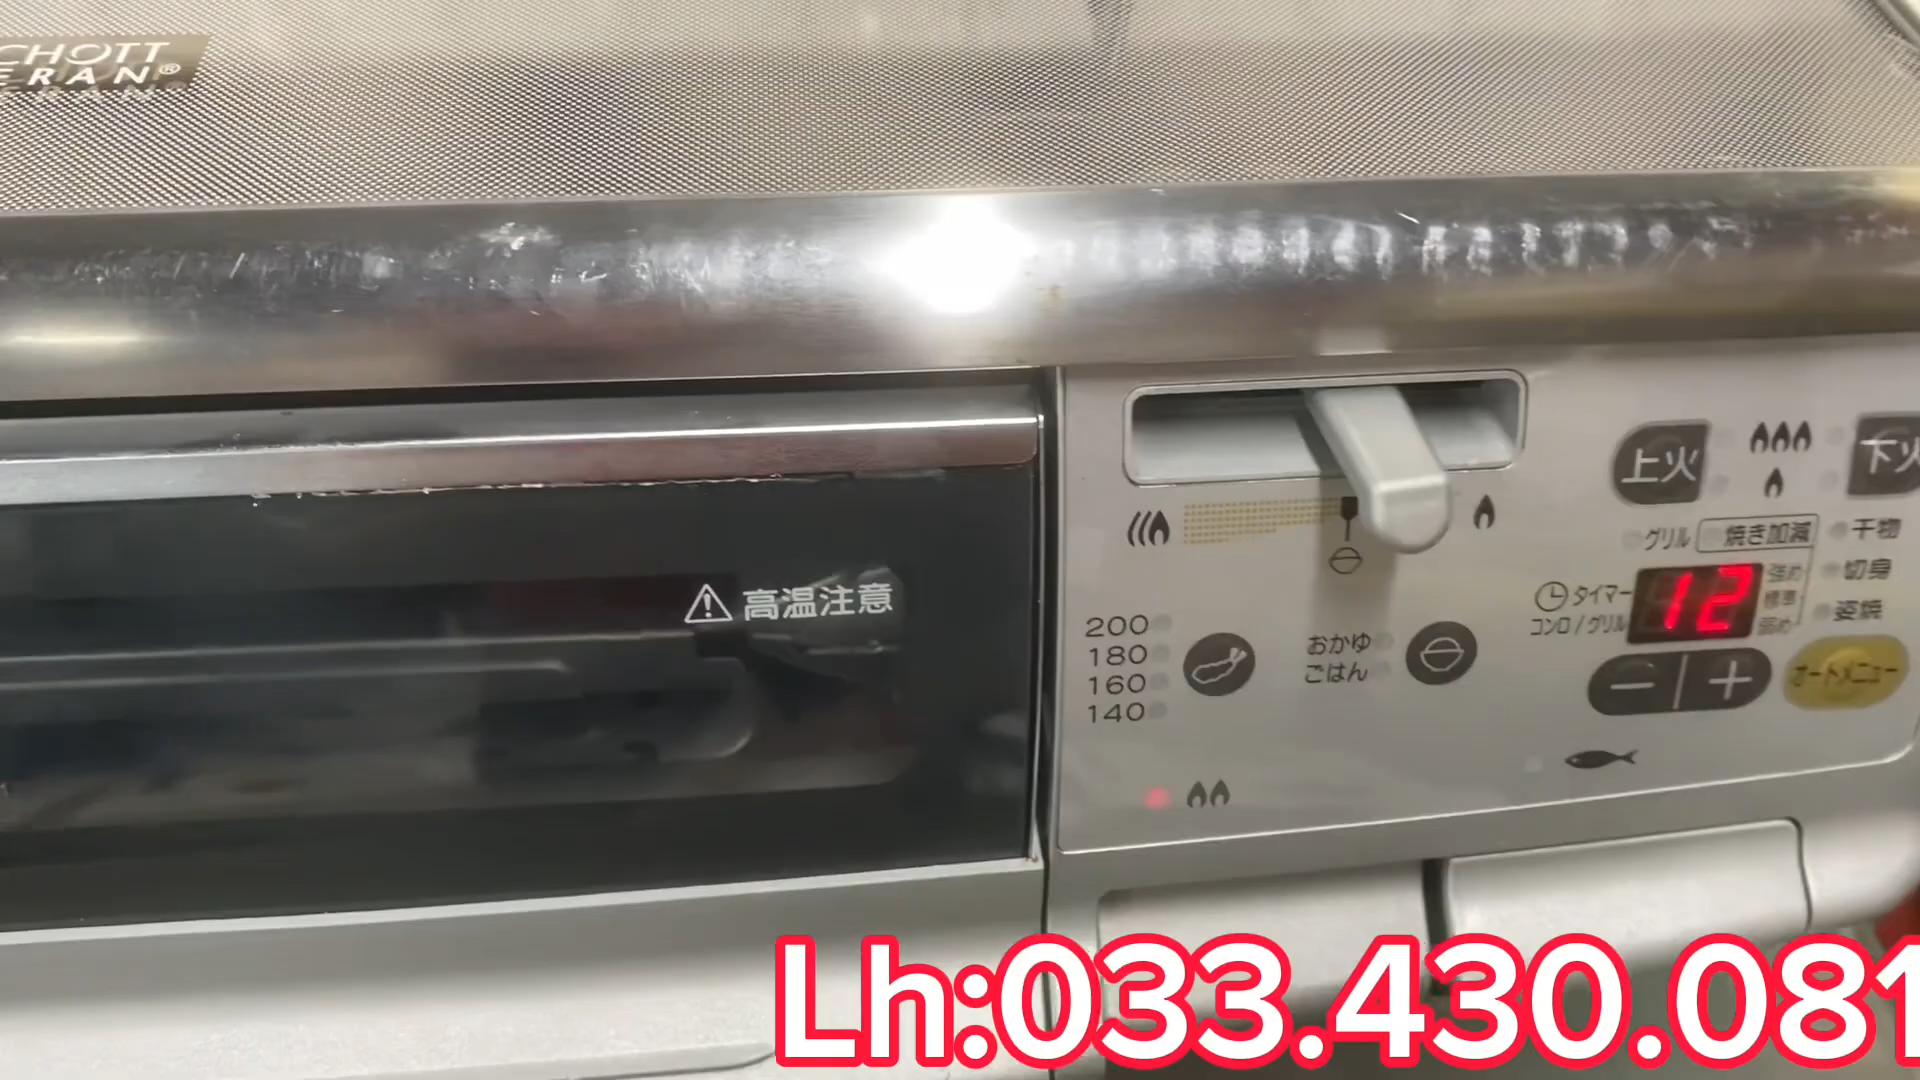 CHOTT
ERAN®
高温注意
上火
下火
グリル 焼き加減
干物
切身
姿焼
タイマー
コンロ/グリル
12
強め
標準
弱め
200
180
160
140
おかゆ
ごはん
− +
オートメニュー
Lh:033.430.081